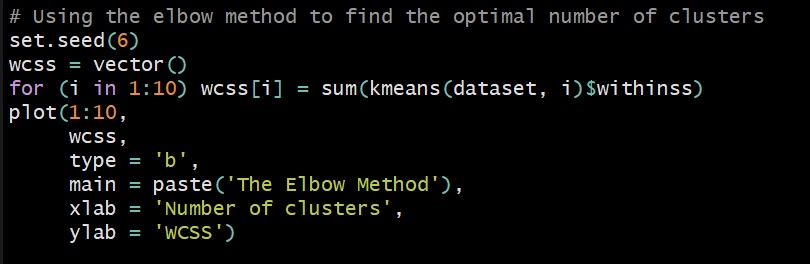 # Using the elbow method to find the optimal number of clusters
set.seed(6)
wcss = vector()
for (i in 1:10) wcss[i] = sum(kmeans(dataset, i)$withinss)
plot(1:10,
     wcss,
     type = 'b',
     main = paste('The Elbow Method'),
     xlab = 'Number of clusters',
     ylab = 'WCSS')